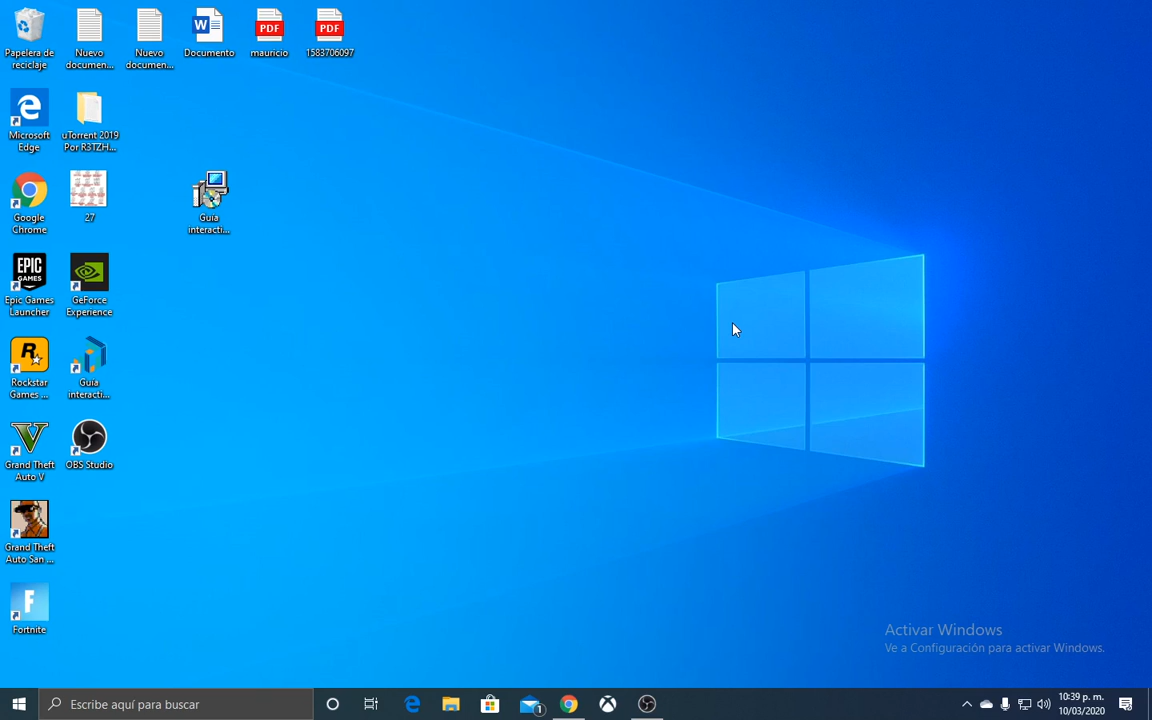 Papelera de
reciclaje
Nuevo
documen...
Nuevo
documen...
W
Documento
PDF
mauricio
PDF
1583706097
Microsoft
Edge
uTorrent 2019
Por R3TZH...
Google
Chrome
27
Guia
interacti...
EPIC
GAMES
Epic Games
Launcher
GeForce
Experience
R
Rockstar
Games ...
Guia
interacti...
V
Grand Theft
Auto V
OBS Studio
Grand Theft
Auto San ...
F
Fortnite
Activar Windows
Ve a Configuración para activar Windows.
Escribe aquí para buscar
1
10:39 p. m.
10/03/2020